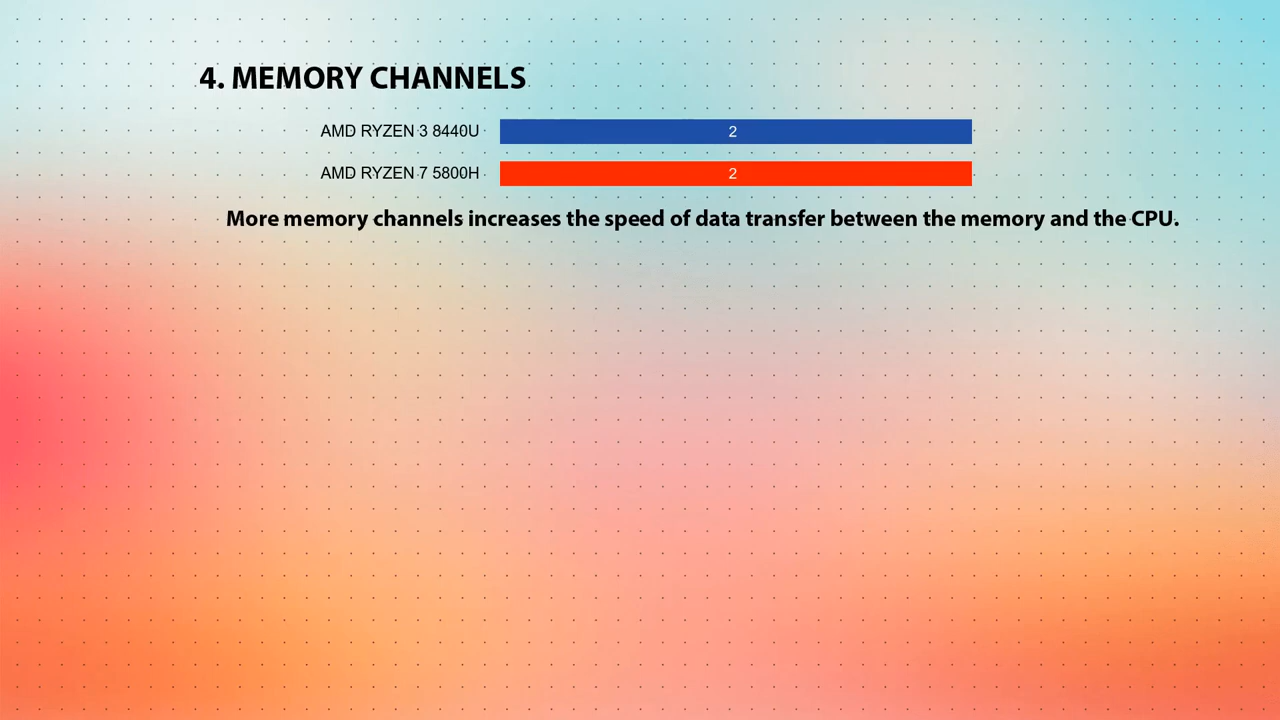 4. MEMORY CHANNELS
AMD RYZEN 3 8440U 2
AMD RYZEN 7 5800H 2
More memory channels increases the speed of data transfer between the memory and the CPU.